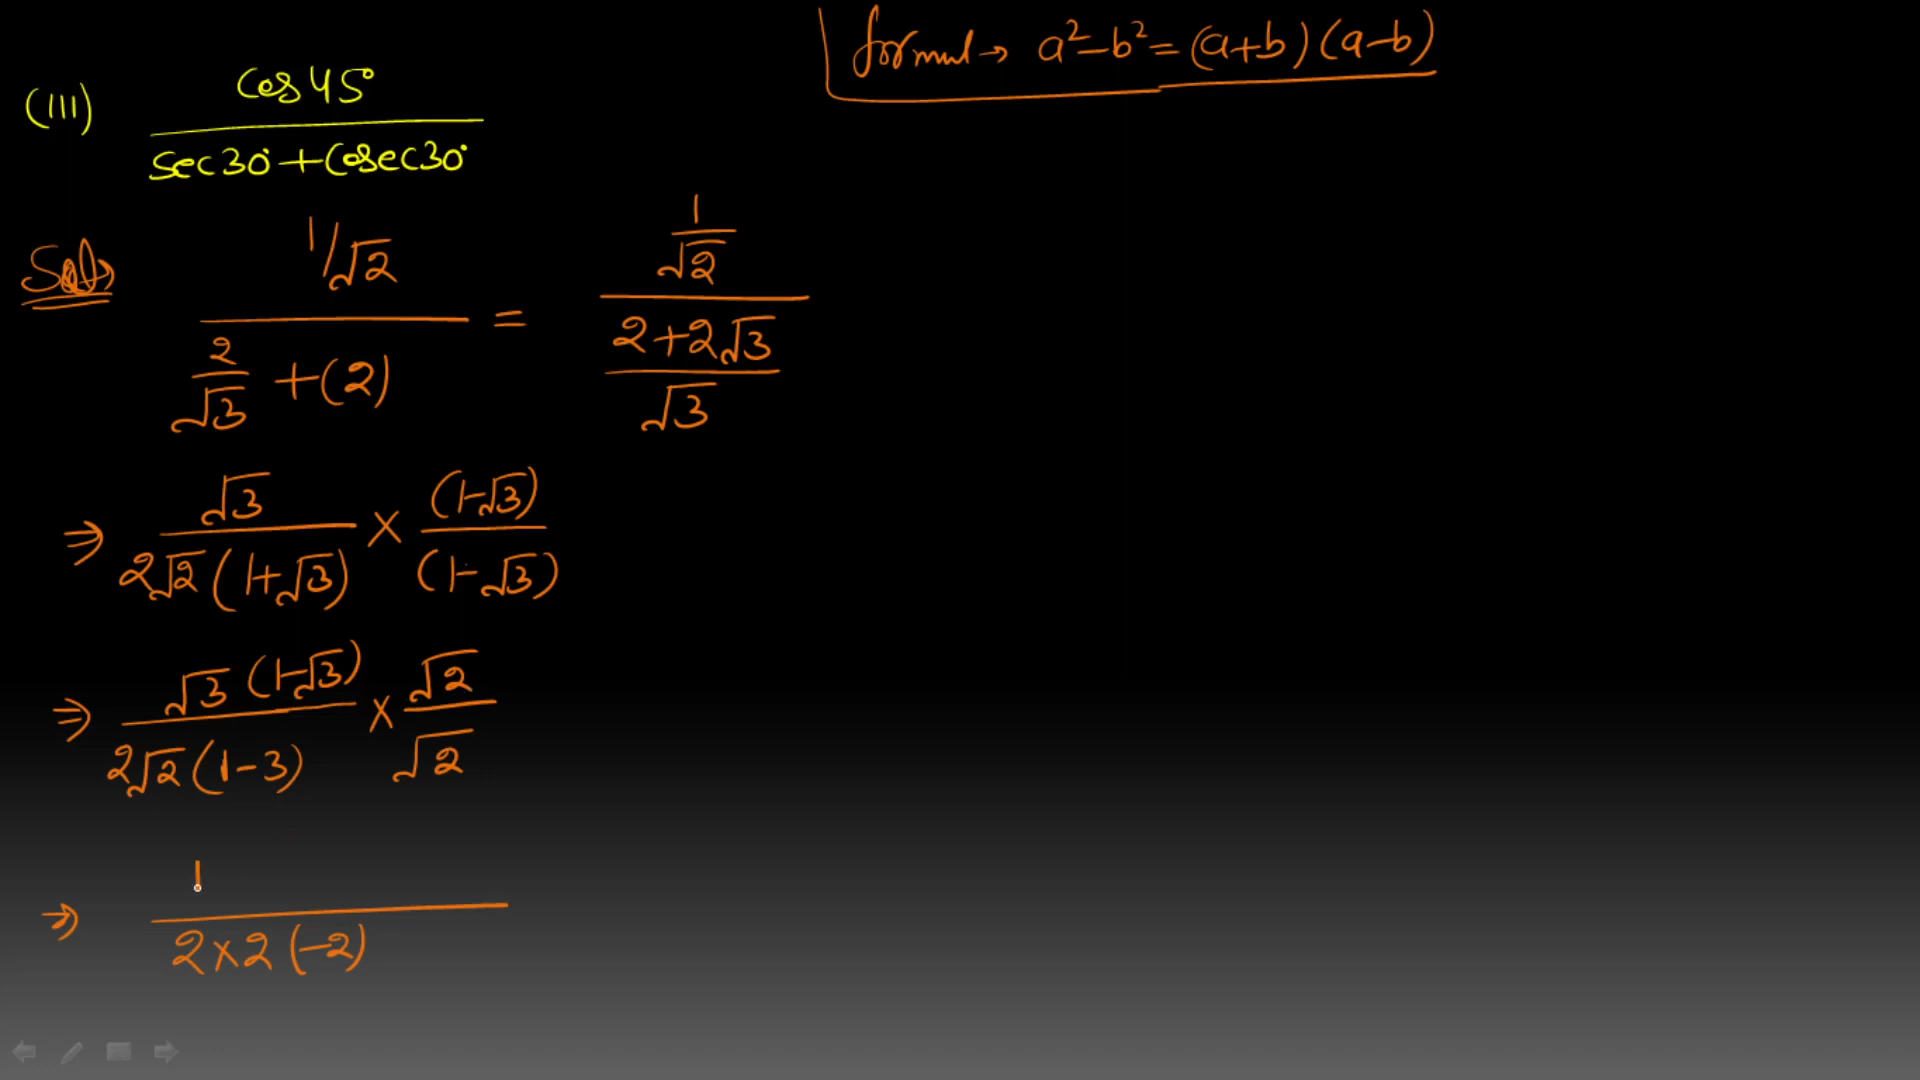 formul→ a²-b²=(a+b)(a-b)
(III) Cos45°
sec30°+Cosec30°
Sol→
1/√2 = 1/√2
2/√3 +(2) 2+2√3
√3
⇒ √3 × (1-√3)
2√2(1+√3) (1-√3)
⇒ √3(1-√3) × √2
2√2(1-3) √2
⇒ 1
2×2(-2)